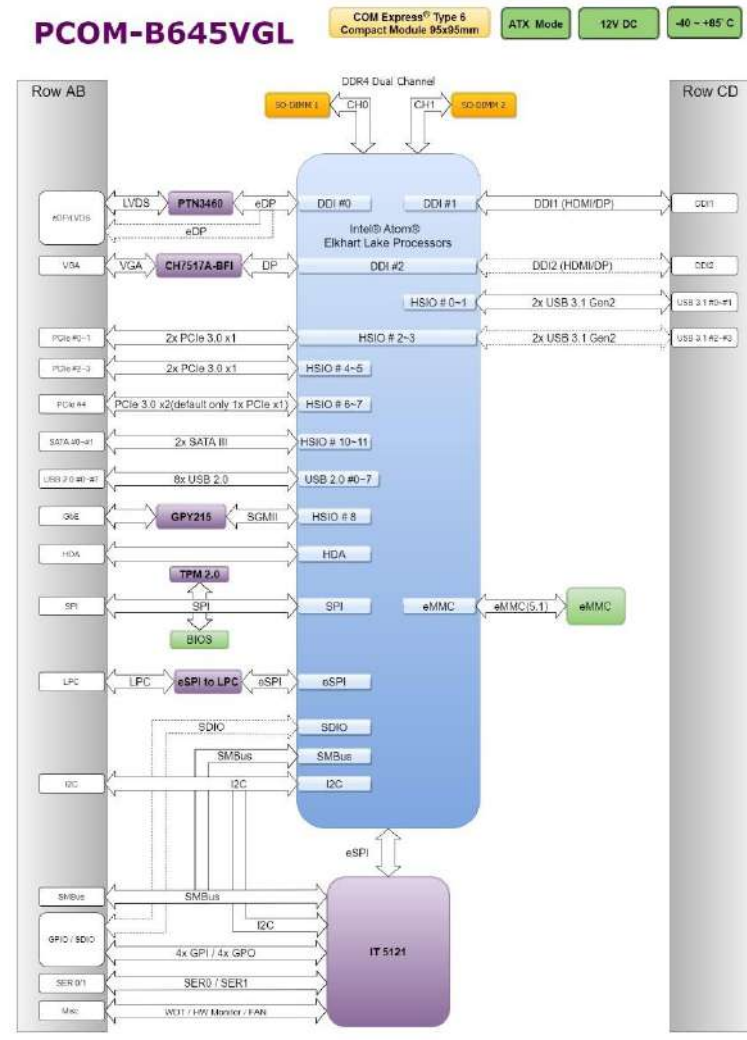 PCOM-B645VGL
COM Express® Type 6
Compact Module 95x95mm
ATX Mode
12V DC
-40 ~ +85°C
Row AB
DDR4 Dual Channel
Row CD
SO-DIMM 1
CH0
CH1
SO-DIMM 2
eDP/LVDS
LVDS
PTN3460
eDP
DDI #0
DDI #1
DDI1 (HDMI/DP)
DDI1
eDP
Intel® Atom®
Elkhart Lake Processors
VGA
VGA
CH7517A-BFI
DP
DDI #2
DDI2 (HDMI/DP)
DDI2
HSIO # 0~1
2x USB 3.1 Gen2
USB 3.1 #0~#1
PCIe #0~1
2x PCIe 3.0 x1
HSIO # 2~3
2x USB 3.1 Gen2
USB 3.1 #2~#3
PCIe #2~3
2x PCIe 3.0 x1
HSIO # 4~5
PCIe #4
PCIe 3.0 x2(default only 1x PCIe x1)
HSIO # 6~7
SATA #0~#1
2x SATA III
HSIO # 10~11
USB 2.0 #0~#7
8x USB 2.0
USB 2.0 #0~7
GbE
GPY215
SGMII
HSIO # 8
HDA
HDA
TPM 2.0
SPI
SPI
SPI
eMMC
eMMC(5.1)
eMMC
BIOS
LPC
LPC
eSPI to LPC
eSPI
eSPI
SDIO
SDIO
SMBus
SMBus
I2C
I2C
I2C
eSPI
SMBus
SMBus
I2C
GPIO / SDIO
4x GPI / 4x GPO
IT 5121
SER 0/1
SER0 / SER1
Misc
WDT / HW Monitor / FAN